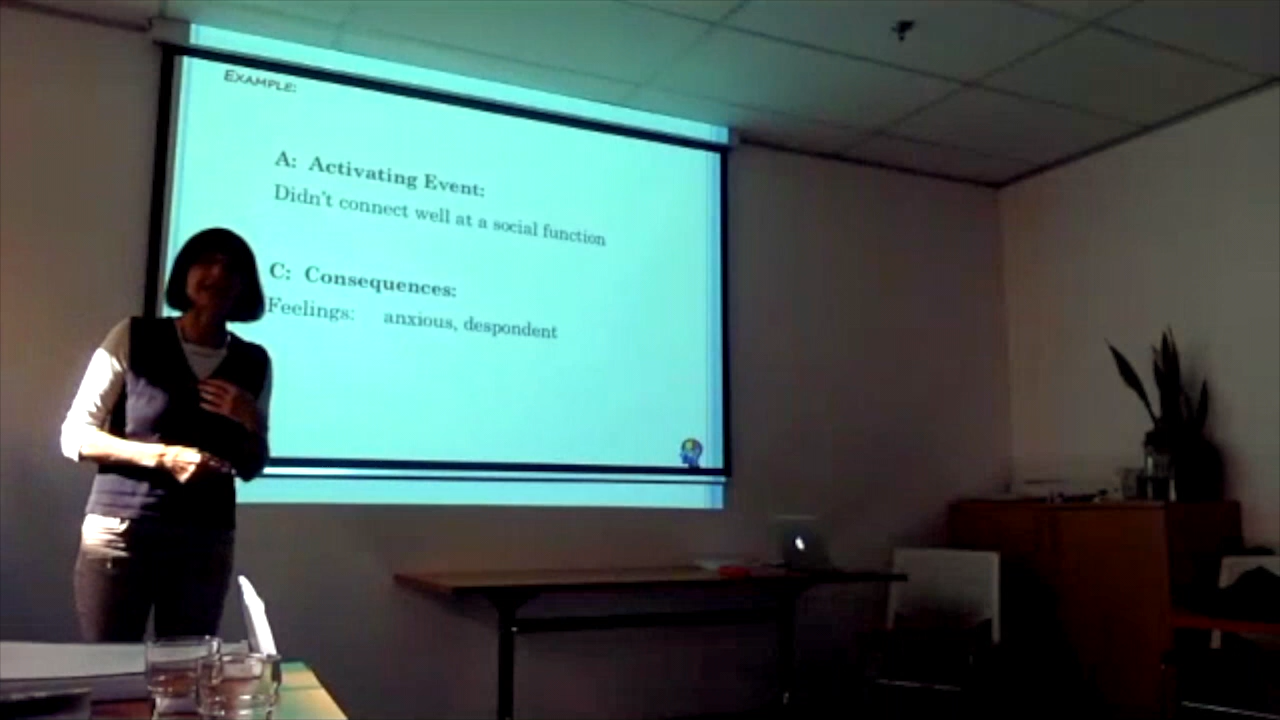 EXAMPLE:
A: Activating Event:
Didn't connect well at a social function
C: Consequences:
Feelings: anxious, despondent